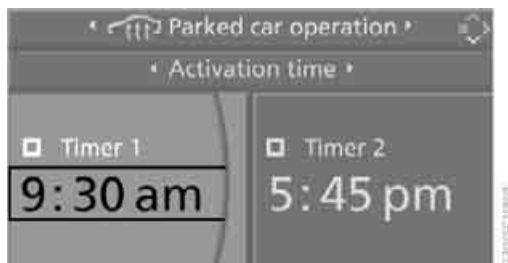 Parked car operation
Activation time
Timer 1
Timer 2
9:30 am
5:45 pm